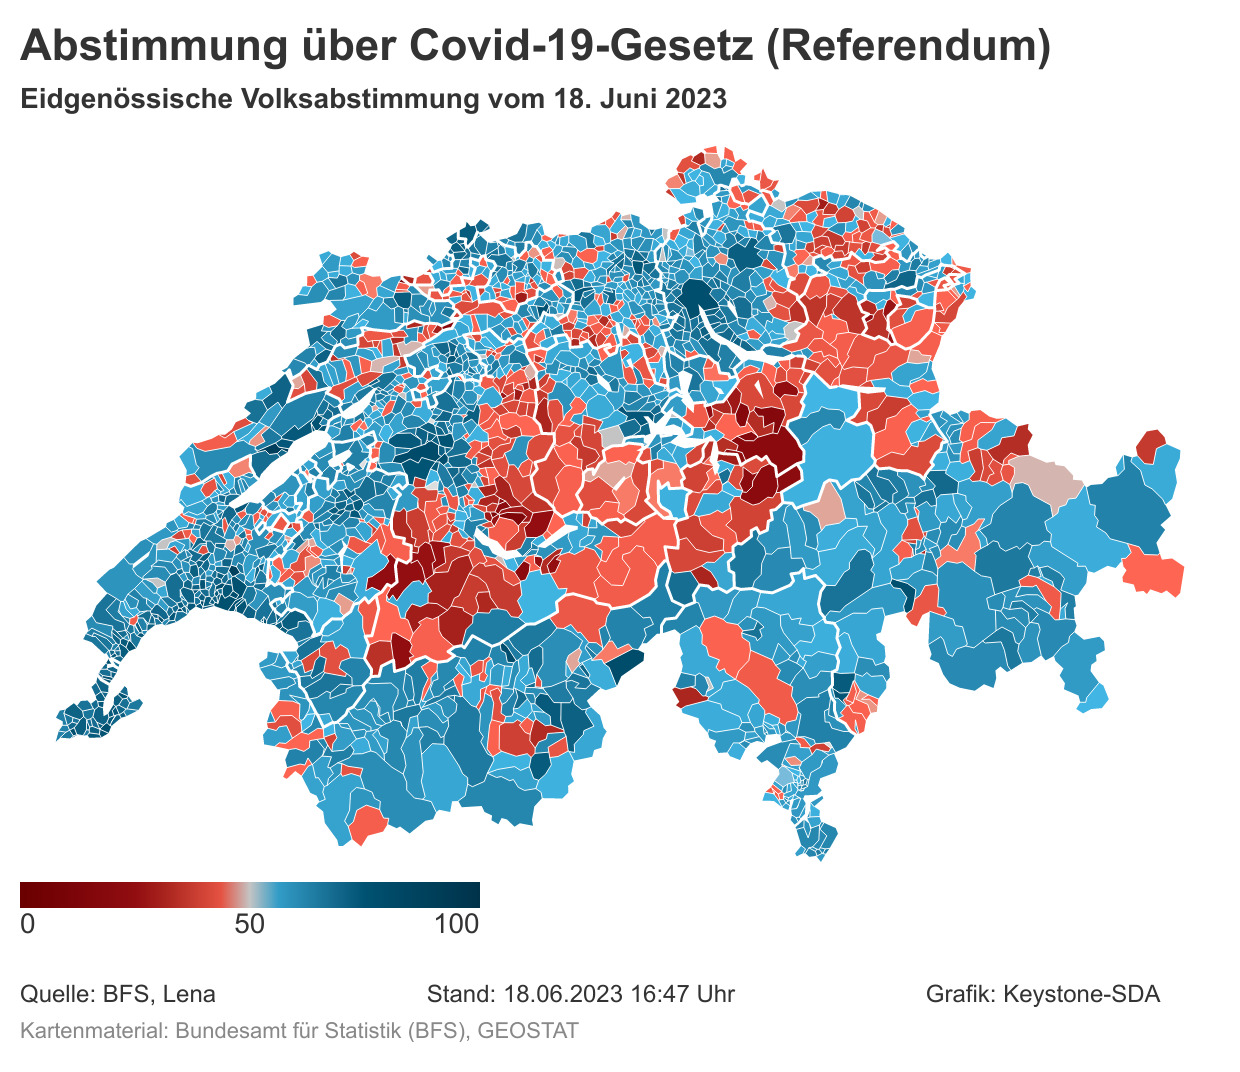 Abstimmung über Covid-19-Gesetz (Referendum)
Eidgenössische Volksabstimmung vom 18. Juni 2023
0 50 100
Quelle: BFS, Lena Stand: 18.06.2023 16:47 Uhr Grafik: Keystone-SDA
Kartenmaterial: Bundesamt für Statistik (BFS), GEOSTAT